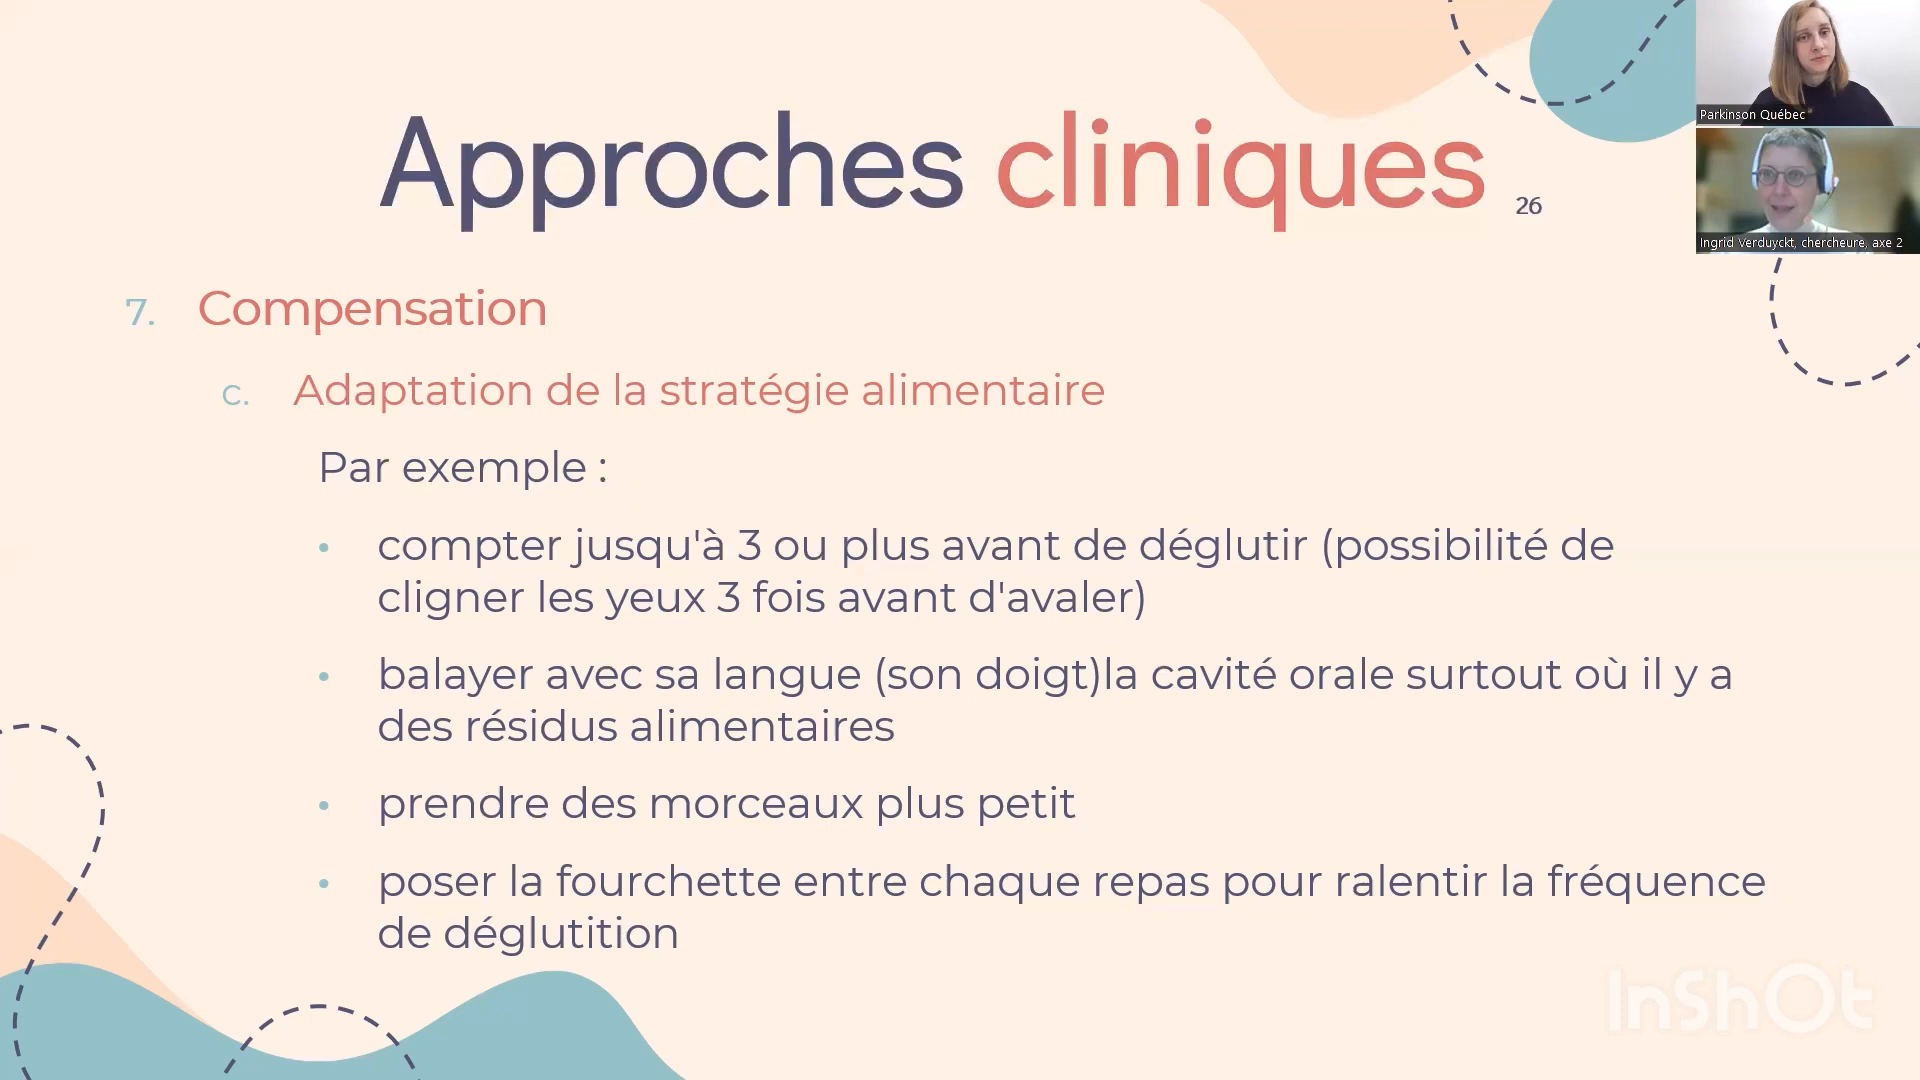 Approches cliniques
26
Parkinson Québec
Ingrid Verduyckt, chercheure, axe 2
7. Compensation
c. Adaptation de la stratégie alimentaire
Par exemple :
• compter jusqu'à 3 ou plus avant de déglutir (possibilité de
cligner les yeux 3 fois avant d'avaler)
• balayer avec sa langue (son doigt)la cavité orale surtout où il y a
des résidus alimentaires
• prendre des morceaux plus petit
• poser la fourchette entre chaque repas pour ralentir la fréquence
de déglutition
InShOt